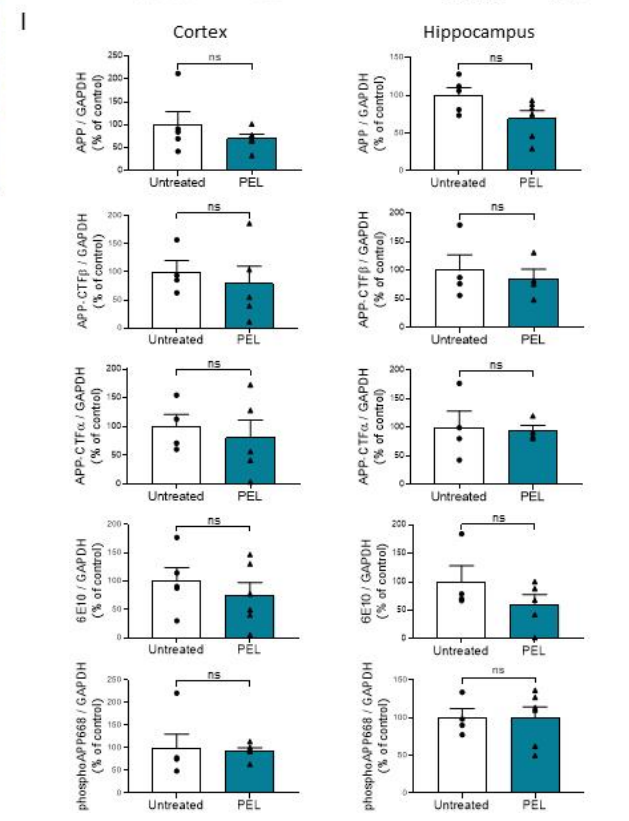 I
Cortex
Hippocampus
APP / GAPDH
(% of control)
250
200
150
100
50
0
ns
Untreated PEL
APP / GAPDH
(% of control)
150
100
50
0
ns
Untreated PEL
APP-CTFβ / GAPDH
(% of control)
200
150
100
50
0
ns
Untreated PEL
APP-CTFβ / GAPDH
(% of control)
200
150
100
50
0
ns
Untreated PEL
APP-CTFα / GAPDH
(% of control)
200
150
100
50
0
ns
Untreated PEL
APP-CTFα / GAPDH
(% of control)
200
150
100
50
0
ns
Untreated PEL
6E10 / GAPDH
(% of control)
200
150
100
50
0
ns
Untreated PEL
6E10 / GAPDH
(% of control)
200
150
100
50
0
ns
Untreated PEL
phosphoAPP668 / GAPDH
(% of control)
250
200
150
100
50
0
ns
Untreated PEL
phosphoAPP668 / GAPDH
(% of control)
150
100
50
0
ns
Untreated PEL